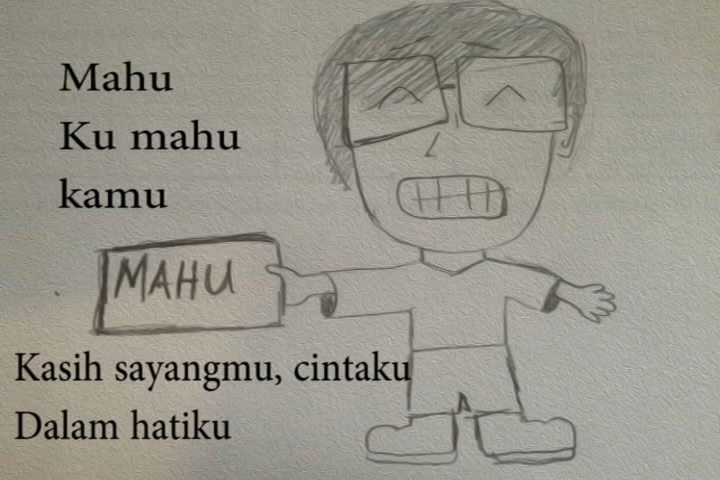 Mahu
Ku mahu
kamu
MAHU
Kasih sayangmu, cintaku
Dalam hatiku